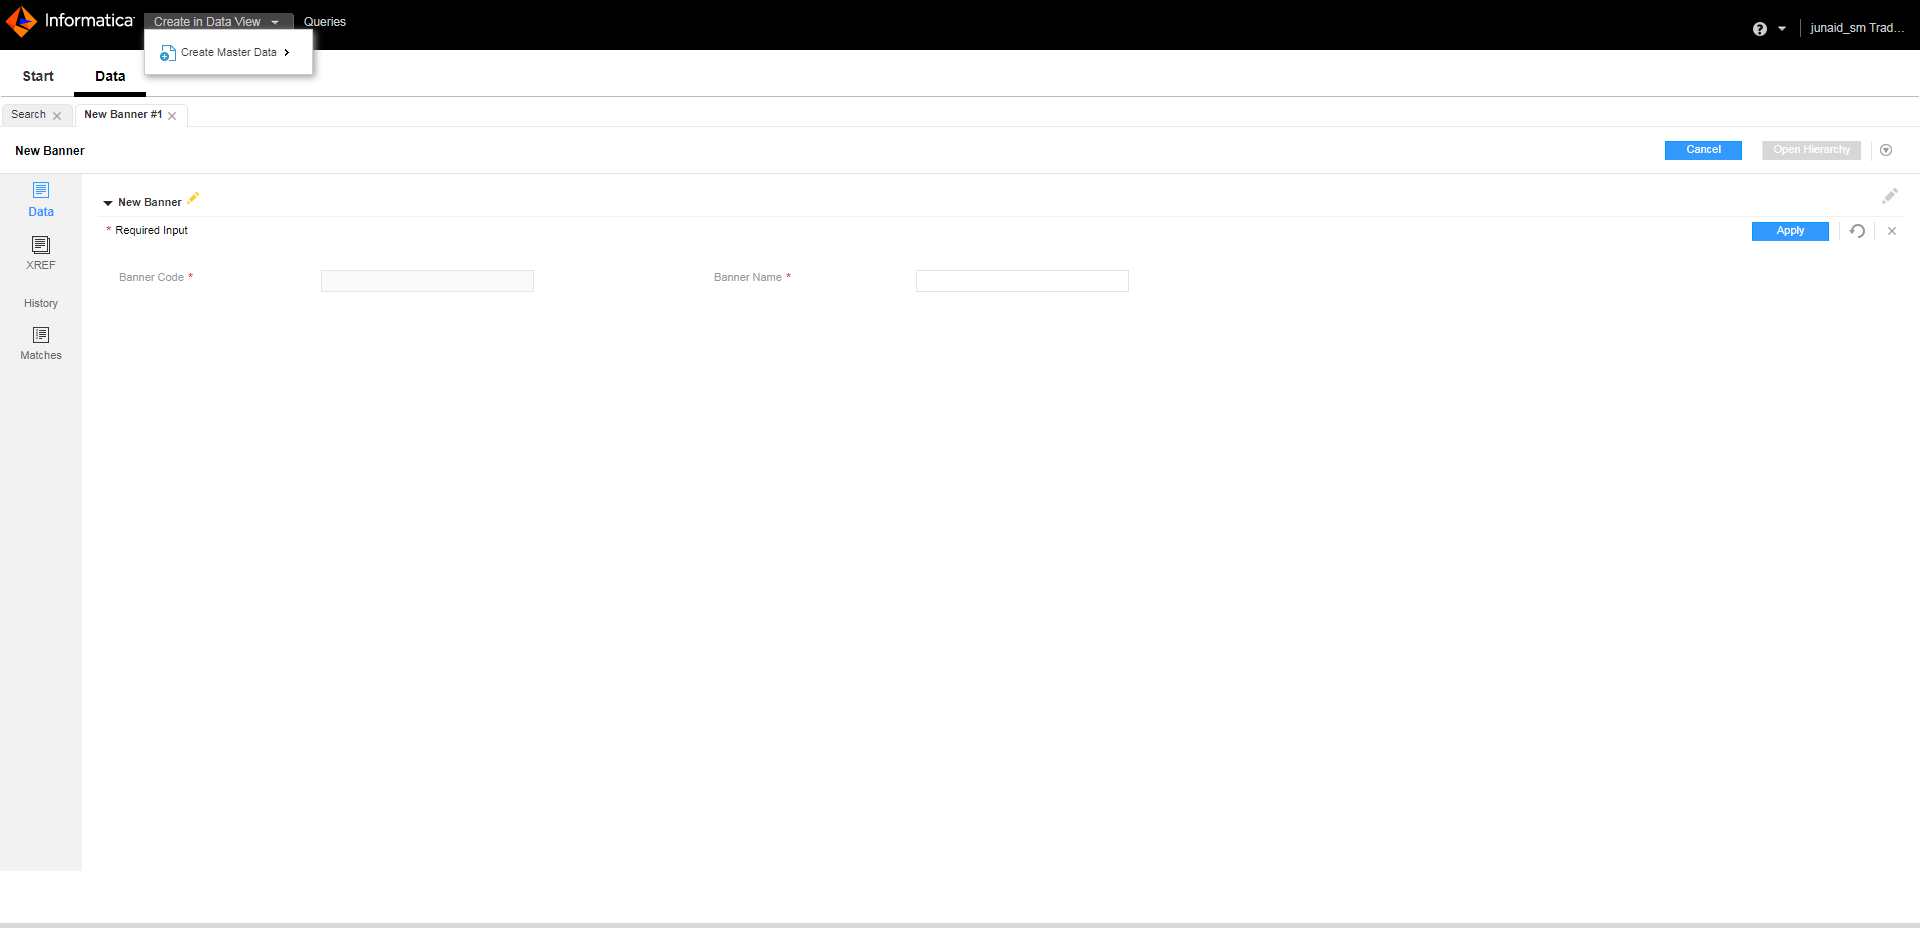 Informatica
Create in Data View
Queries
junaid_sm Trad...
Create Master Data
Start
Data
Search
New Banner #1
New Banner
Cancel
Open Hierarchy
Data
New Banner
* Required Input
Apply
XREF
Banner Code *
Banner Name *
History
Matches